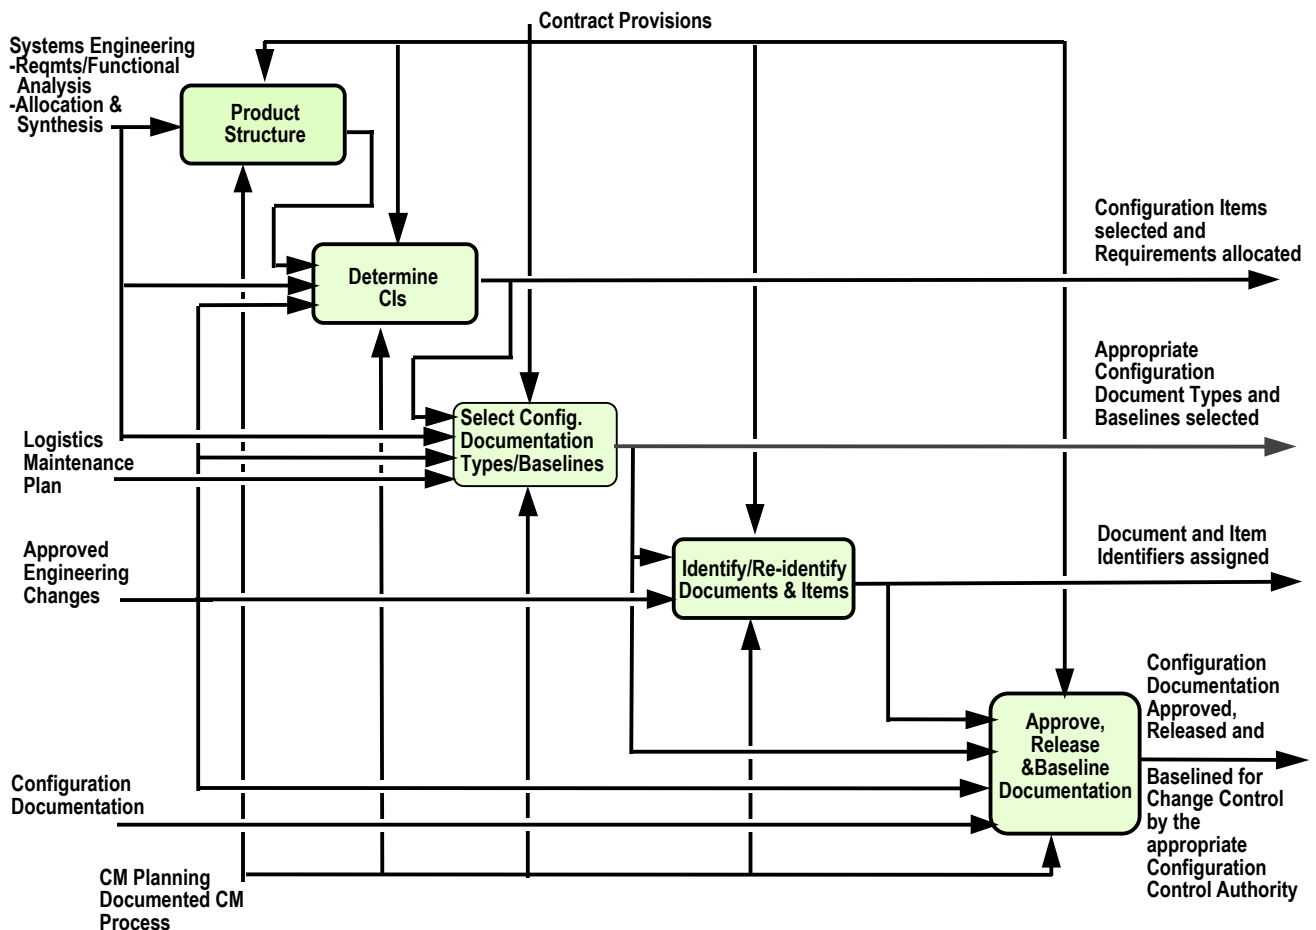 Contract Provisions
Systems Engineering
-Reqmts/Functional
Analysis
-Allocation &
Synthesis
Product
Structure
Configuration Items
selected and
Requirements allocated
Determine
CIs
Appropriate
Configuration
Document Types and
Baselines selected
Select Config.
Documentation
Types/Baselines
Logistics
Maintenance
Plan
Document and Item
Identifiers assigned
Approved
Engineering
Changes
Identify/Re-identify
Documents & Items
Configuration
Documentation
Approved,
Released and
Approve,
Release
&Baseline
Documentation
Baselined for
Change Control
by the
appropriate
Configuration
Control Authority
Configuration
Documentation
CM Planning
Documented CM
Process